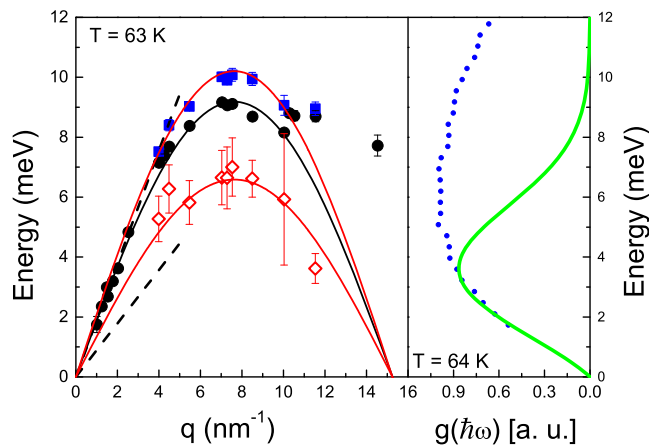 12
10
8
6
4
2
0
Energy (meV)
T = 63 K
0 2 4 6 8 10 12 14 16
q (nm⁻¹)
T = 64 K
0.9 0.6 0.3 0.0
g(ħω) [a. u.]
12
10
8
6
4
2
0
Energy (meV)